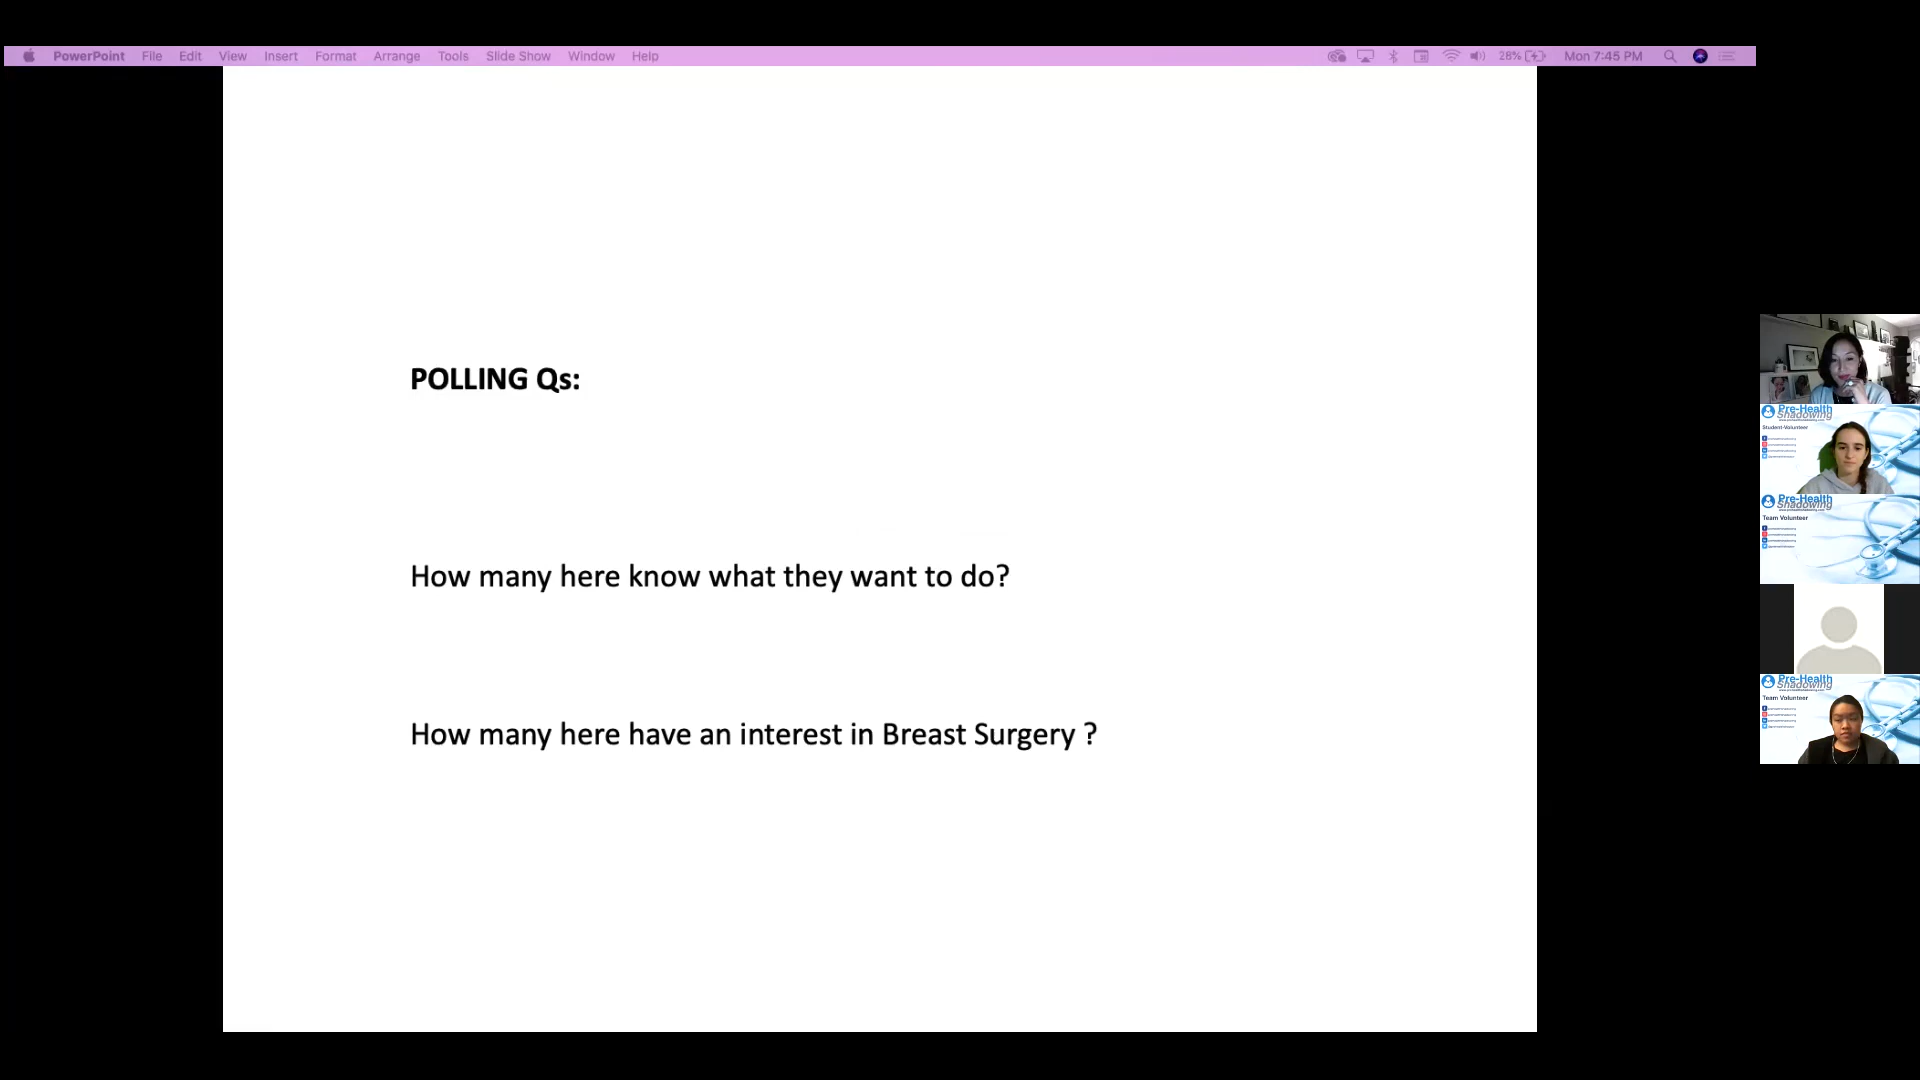 PowerPoint File Edit View Insert Format Arrange Tools Slide Show Window Help 28% Mon 7:45 PM
POLLING Qs:
How many here know what they want to do?
How many here have an interest in Breast Surgery ?
Pre-Health
Shadowing
Student-Volunteer
Pre-Health
Shadowing
Team Volunteer
Pre-Health
Shadowing
Team Volunteer